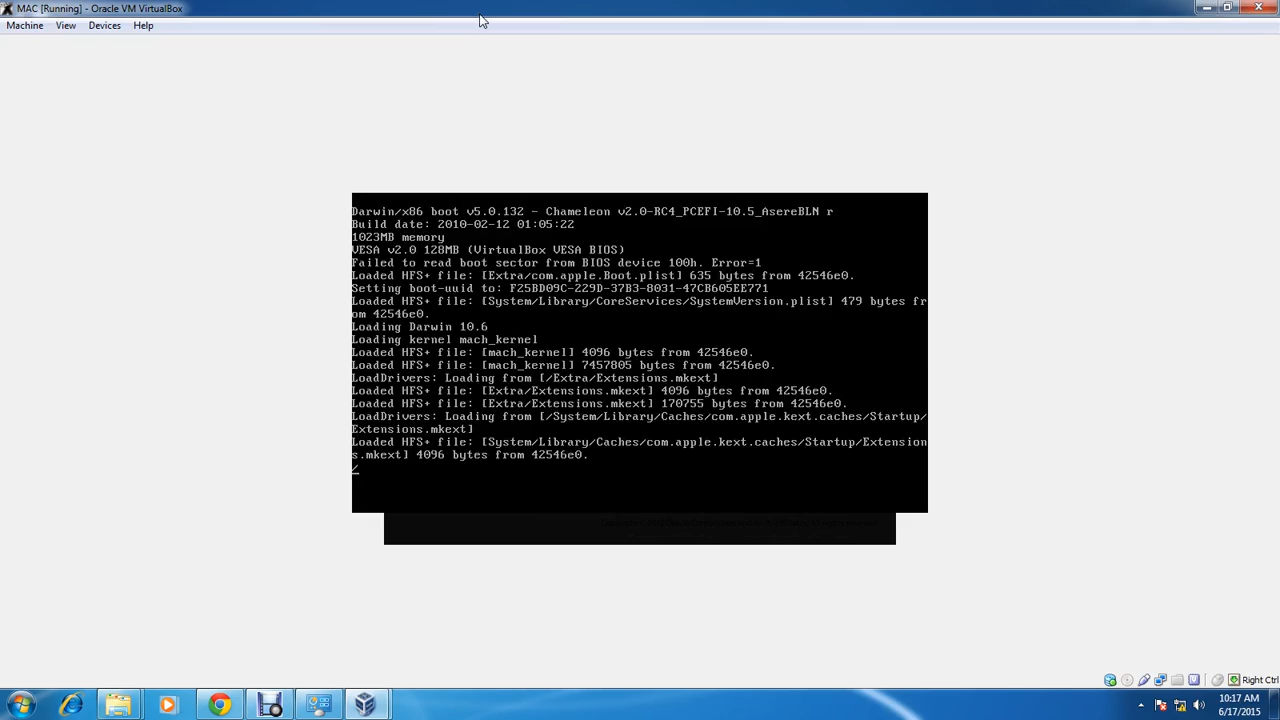 MAC [Running] - Oracle VM VirtualBox
Machine View Devices Help
Darwin/x86 boot v5.0.132 - Chameleon v2.0-RC4_PCEFI-10.5_AsereBLN r
Build date: 2010-02-12 01:05:22
1023MB memory
VESA v2.0 128MB (VirtualBox VESA BIOS)
Failed to read boot sector from BIOS device 100h. Error=1
Loaded HFS+ file: [Extra/com.apple.Boot.plist] 635 bytes from 42546e0.
Setting boot-uuid to: F25BD09C-229D-37B3-8031-47CB605EE771
Loaded HFS+ file: [System/Library/CoreServices/SystemVersion.plist] 479 bytes fr
om 42546e0.
Loading Darwin 10.6
Loading kernel mach_kernel
Loaded HFS+ file: [mach_kernel] 4096 bytes from 42546e0.
Loaded HFS+ file: [mach_kernel] 7457805 bytes from 42546e0.
LoadDrivers: Loading from [/Extra/Extensions.mkext]
Loaded HFS+ file: [Extra/Extensions.mkext] 4096 bytes from 42546e0.
Loaded HFS+ file: [Extra/Extensions.mkext] 170755 bytes from 42546e0.
LoadDrivers: Loading from [/System/Library/Caches/com.apple.kext.caches/Startup/
Extensions.mkext]
Loaded HFS+ file: [System/Library/Caches/com.apple.kext.caches/Startup/Extension
s.mkext] 4096 bytes from 42546e0.
/
Right Ctrl
10:17 AM
6/17/2015